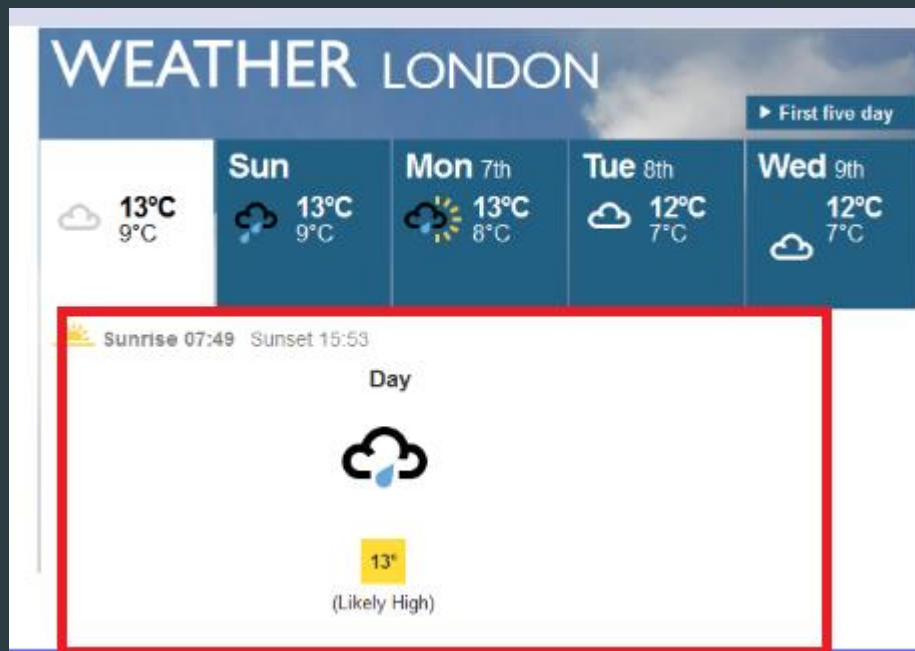 WEATHER LONDON
▶ First five day
13°C
9°C
Sun
13°C
9°C
Mon 7th
13°C
8°C
Tue 8th
12°C
7°C
Wed 9th
12°C
7°C
Sunrise 07:49 Sunset 15:53
Day
13°
(Likely High)